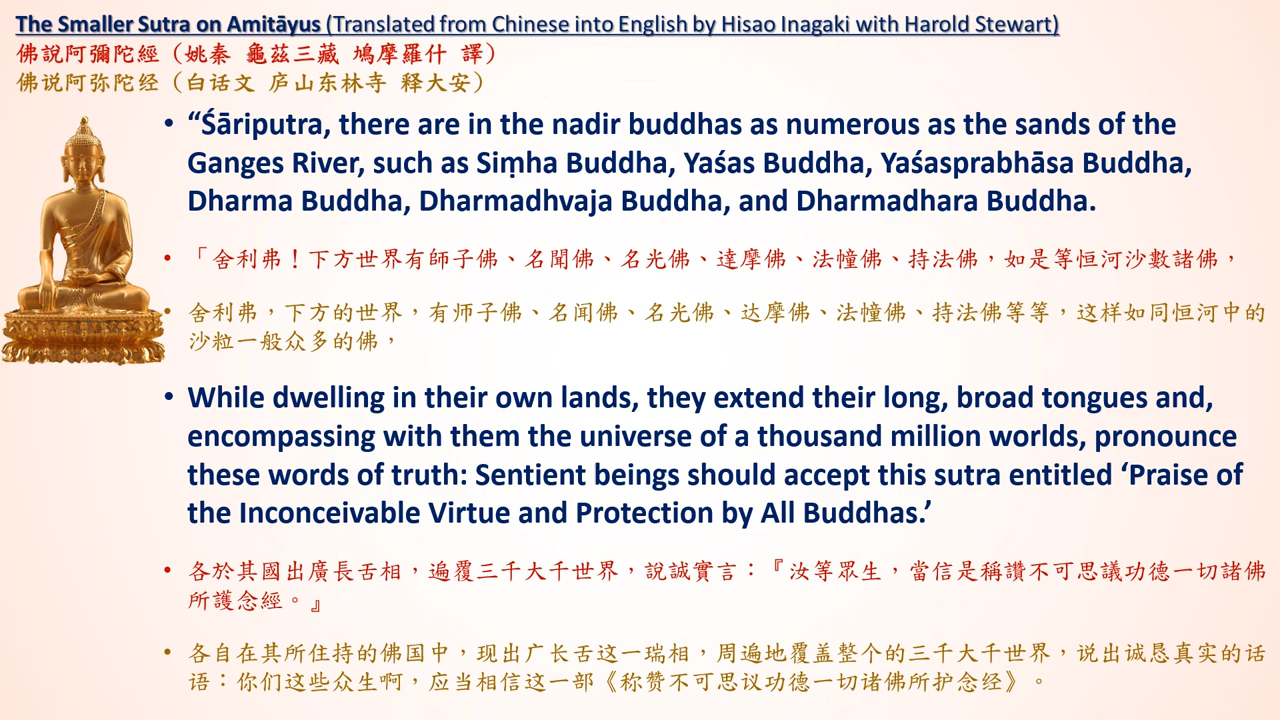 The Smaller Sutra on Amitāyus (Translated from Chinese into English by Hisao Inagaki with Harold Stewart)
佛說阿彌陀經（姚秦 龜茲三藏 鳩摩羅什 譯）
佛说阿弥陀经（白话文 庐山东林寺 释大安）
• “Śāriputra, there are in the nadir buddhas as numerous as the sands of the
Ganges River, such as Siṃha Buddha, Yaśas Buddha, Yaśasprabhāsa Buddha,
Dharma Buddha, Dharmadhvaja Buddha, and Dharmadhara Buddha.
• 「舍利弗！下方世界有師子佛、名聞佛、名光佛、達摩佛、法幢佛、持法佛，如是等恒河沙數諸佛，
• 舍利弗，下方的世界，有师子佛、名闻佛、名光佛、达摩佛、法幢佛、持法佛等等，这样如同恒河中的
沙粒一般众多的佛，
• While dwelling in their own lands, they extend their long, broad tongues and,
encompassing with them the universe of a thousand million worlds, pronounce
these words of truth: Sentient beings should accept this sutra entitled ‘Praise of
the Inconceivable Virtue and Protection by All Buddhas.’
• 各於其國出廣長舌相，遍覆三千大千世界，說誠實言：『汝等眾生，當信是稱讚不可思議功德一切諸佛
所護念經。』
• 各自在其所住持的佛国中，现出广长舌这一瑞相，周遍地覆盖整个的三千大千世界，说出诚恳真实的话
语：你们这些众生啊，应当相信这一部《称赞不可思议功德一切诸佛所护念经》。